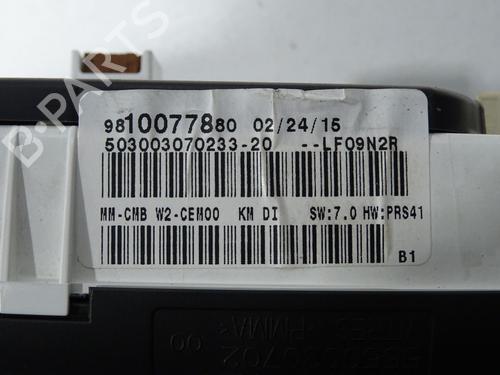 B-PARTS
9810077880 02/24/15
503003070233-20 --LF09N2R
MM-CMB W2-CEM00 KM DI SW:7.0 HW:PRS41
B1